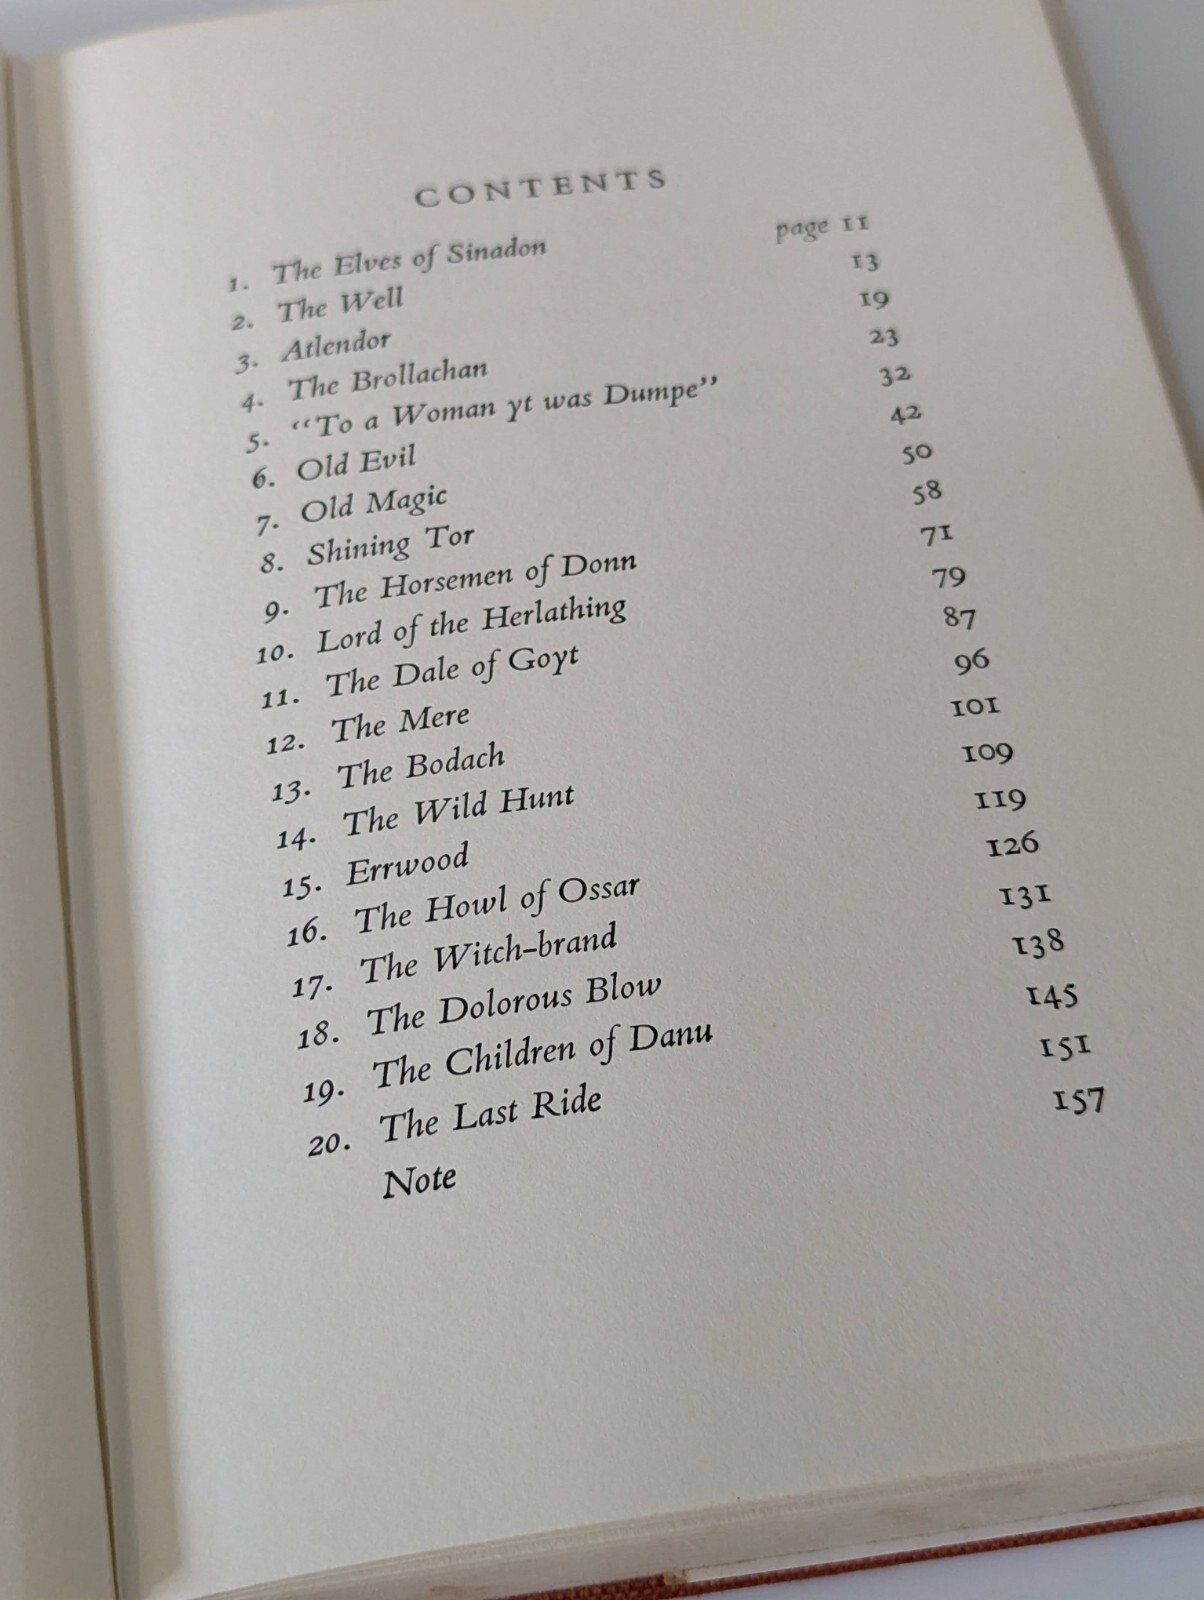 CONTENTS
1. The Elves of Sinadon page 11
2. The Well 13
3. Atlendor 19
4. The Brollachan 23
5. “To a Woman yt was Dumpe” 32
6. Old Evil 42
7. Old Magic 50
8. Shining Tor 58
9. The Horsemen of Donn 71
10. Lord of the Herlathing 79
11. The Dale of Goyt 87
12. The Mere 96
13. The Bodach 101
14. The Wild Hunt 109
15. Errwood 119
16. The Howl of Ossar 126
17. The Witch-brand 131
18. The Dolorous Blow 138
19. The Children of Danu 145
20. The Last Ride 151
Note 157